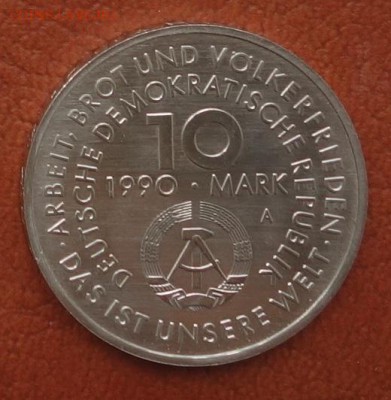 · ARBEIT, BROT UND VÖLKERFRIEDEN ·
DAS IST UNSERE WELT
DEUTSCHE DEMOKRATISCHE REPUBLIK
10
1990 · MARK
A